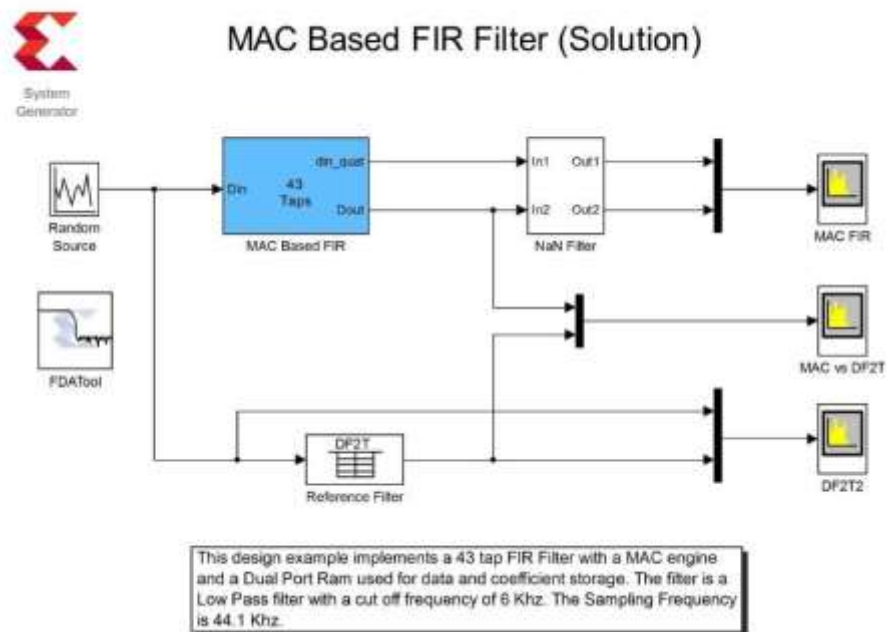 MAC Based FIR Filter (Solution)
System
Generator
din_quat
In1
Out1
Din
43
Taps
Dout
In2
Out2
Random
Source
MAC Based FIR
NaN Filter
MAC FIR
FDATool
MAC vs DF2T
DF2T
Reference Filter
DF2T2
This design example implements a 43 tap FIR Filter with a MAC engine
and a Dual Port Ram used for data and coefficient storage. The filter is a
Low Pass filter with a cut off frequency of 6 Khz. The Sampling Frequency
is 44.1 Khz.